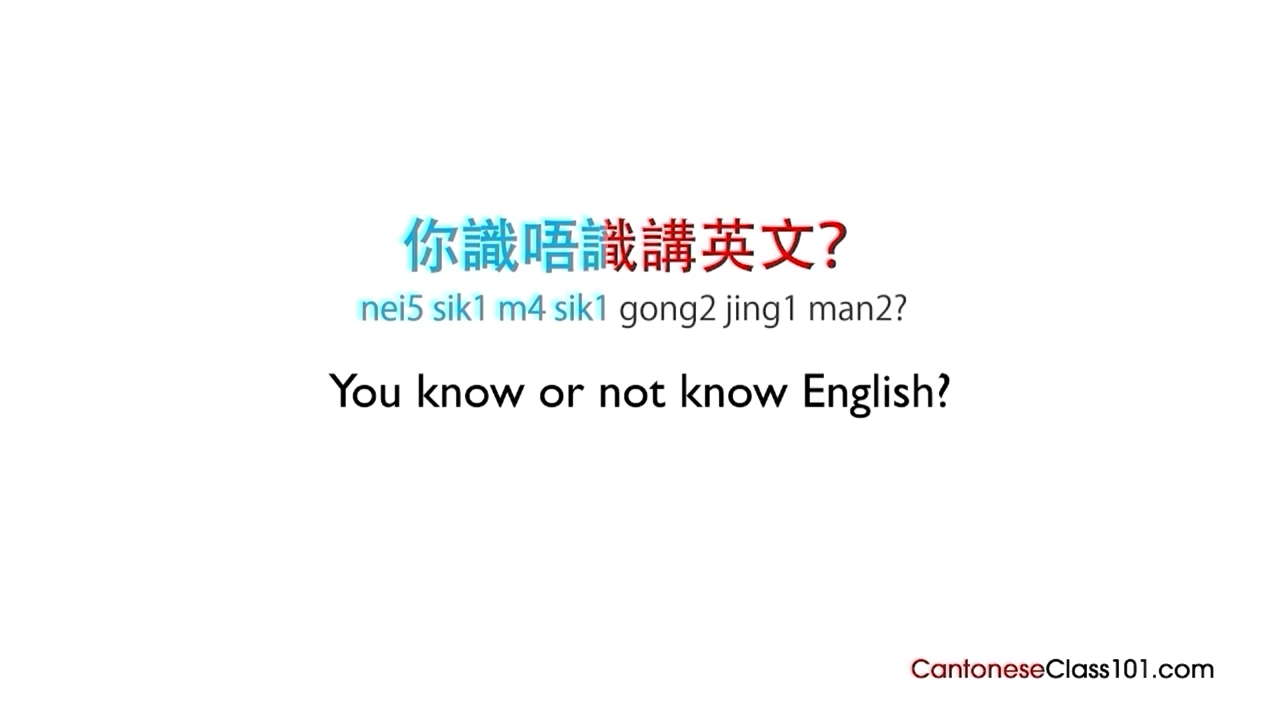 你識唔識講英文?
nei5 sik1 m4 sik1 gong2 jing1 man2?
You know or not know English?
CantoneseClass101.com